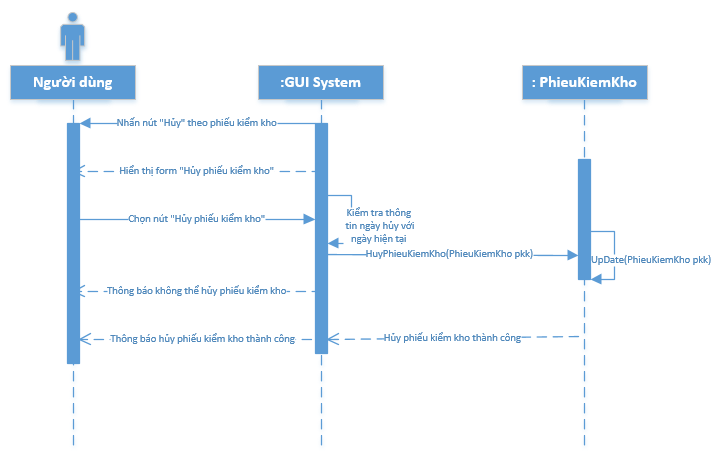 Người dùng
:GUI System
: PhieuKiemKho
Nhấn nút "Hủy" theo phiếu kiểm kho
Hiển thị form "Hủy phiếu kiểm kho"
Chọn nút "Hủy phiếu kiểm kho"
Kiểm tra thông
tin ngày hủy với
ngày hiện tại
HuyPhieuKiemKho(PhieuKiemKho pkk)
UpDate(PhieuKiemKho pkk)
Thông báo không thể hủy phiếu kiểm kho
Thông báo hủy phiếu kiểm kho thành công
Hủy phiếu kiểm kho thành công